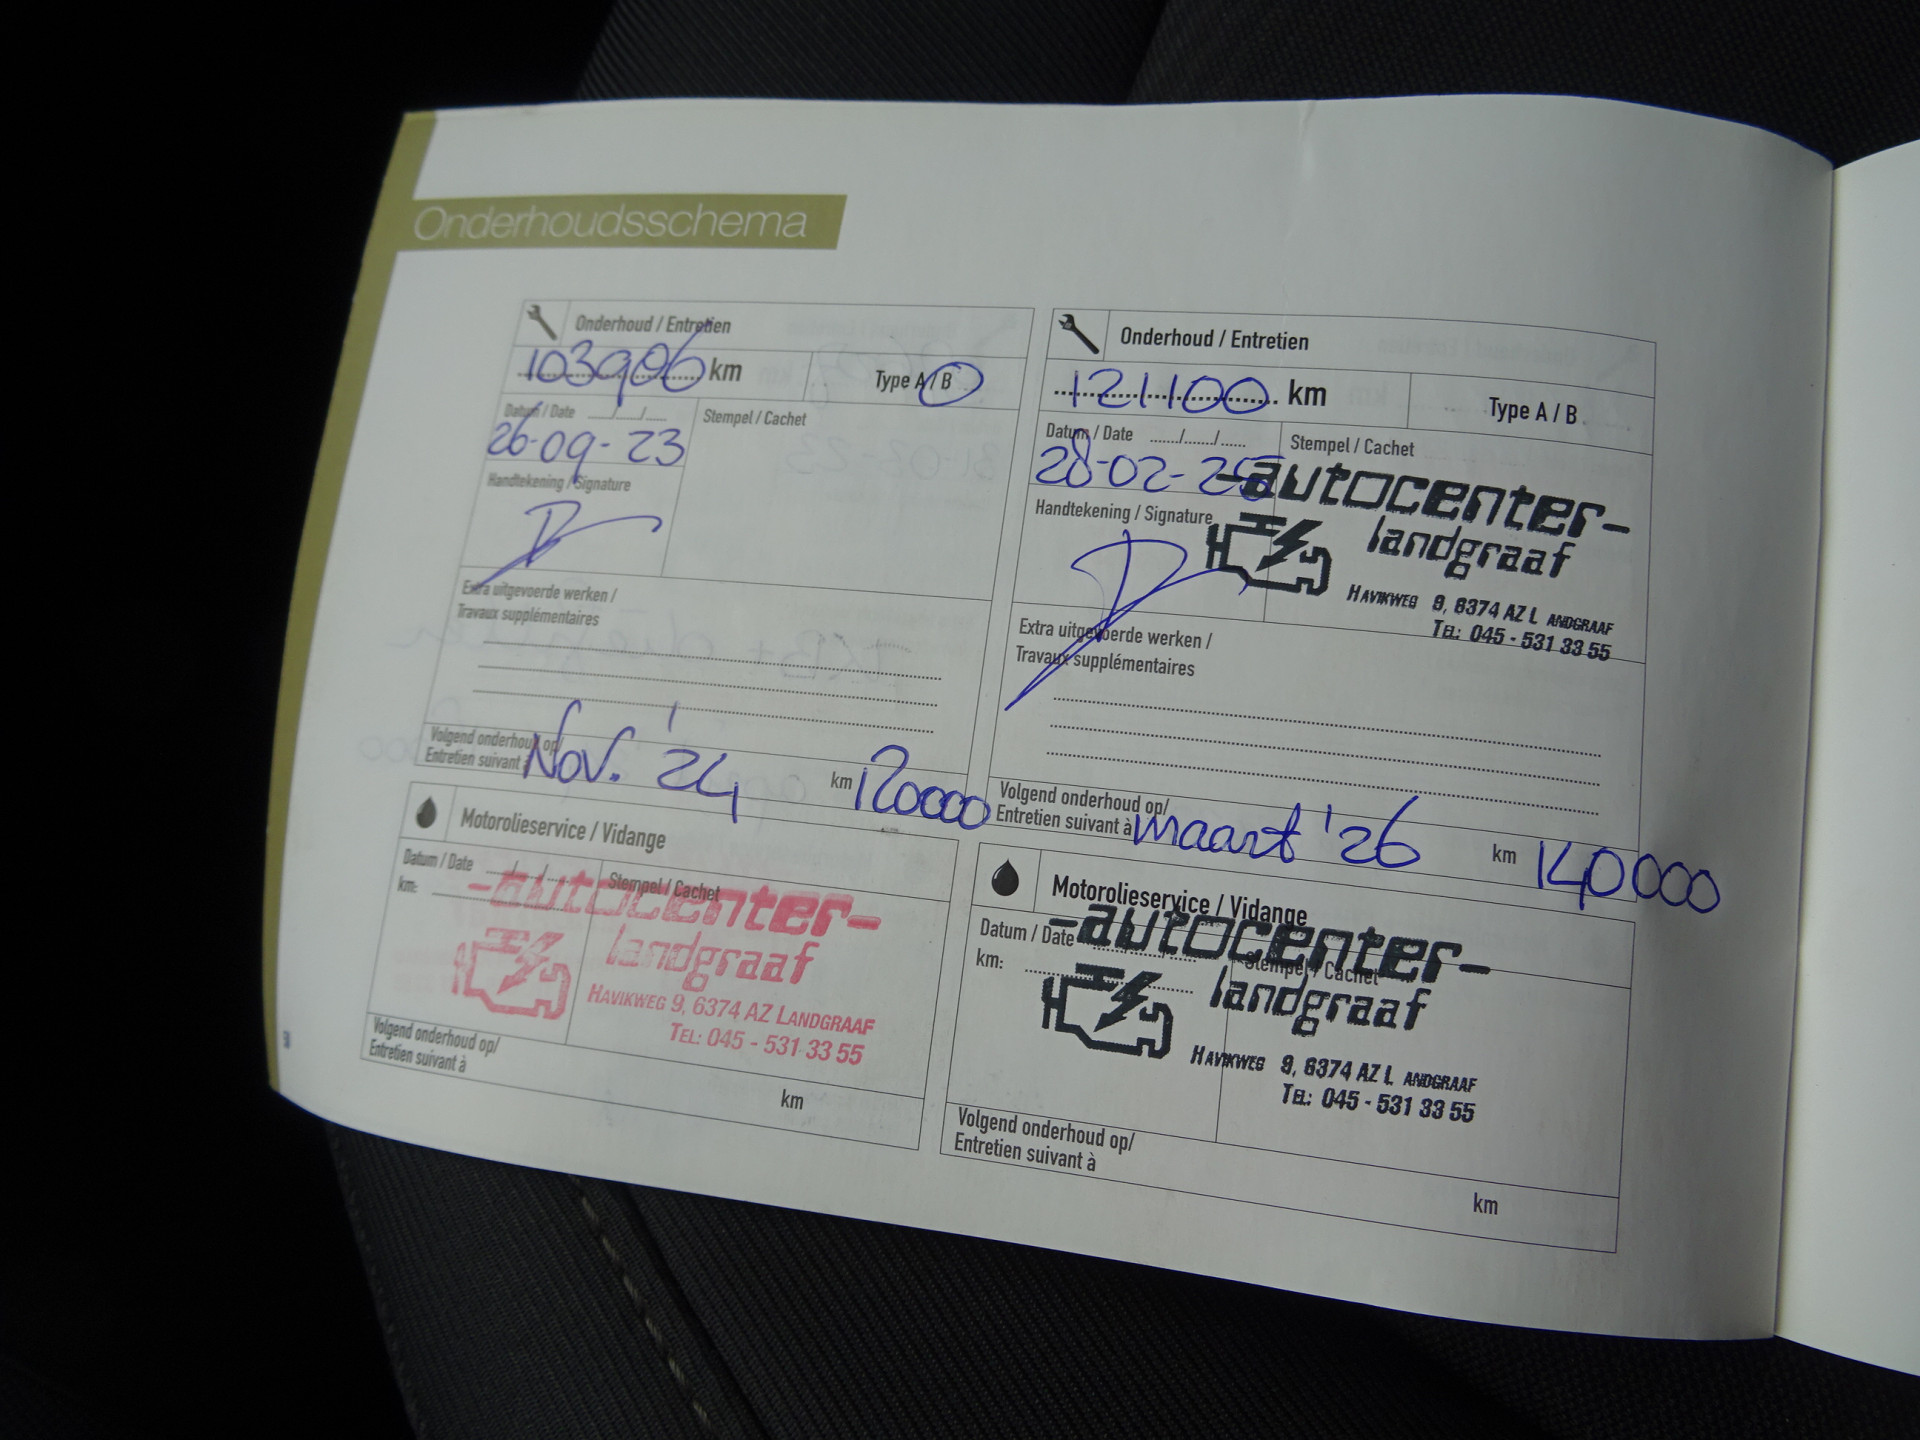 Onderhoudsschema
Onderhoud / Entretien
103906 km
Type A / B
Datum / Date ....../....../......
26-09-23
Stempel / Cachet
Handtekening / Signature
Extra uitgevoerde werken /
Travaux supplémentaires
Volgend onderhoud op/
Entretien suivant à
Nov. '24
km 120000
Motorolieservice / Vidange
Datum / Date ....../....../......
km:
Stempel / Cachet
-autocenter-
landgraaf
HAVIKWEG 9, 6374 AZ LANDGRAAF
TEL: 045 - 531 33 55
Volgend onderhoud op/
Entretien suivant à
km
Onderhoud / Entretien
121100 km
Type A / B
Datum / Date ....../....../......
28-02-25
Stempel / Cachet
-autocenter-
landgraaf
HAVIKWEG 9, 6374 AZ LANDGRAAF
TEL: 045 - 531 33 55
Handtekening / Signature
Extra uitgevoerde werken /
Travaux supplémentaires
Volgend onderhoud op/
Entretien suivant à maart '26
km 140000
Motorolieservice / Vidange
Datum / Date
km:
Stempel / Cachet
-autocenter-
landgraaf
HAVIKWEG 9, 6374 AZ LANDGRAAF
TEL: 045 - 531 33 55
Volgend onderhoud op/
Entretien suivant à
km